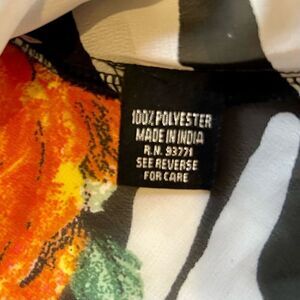 100% POLYESTER
MADE IN INDIA
R.N. 93771
SEE REVERSE
FOR CARE